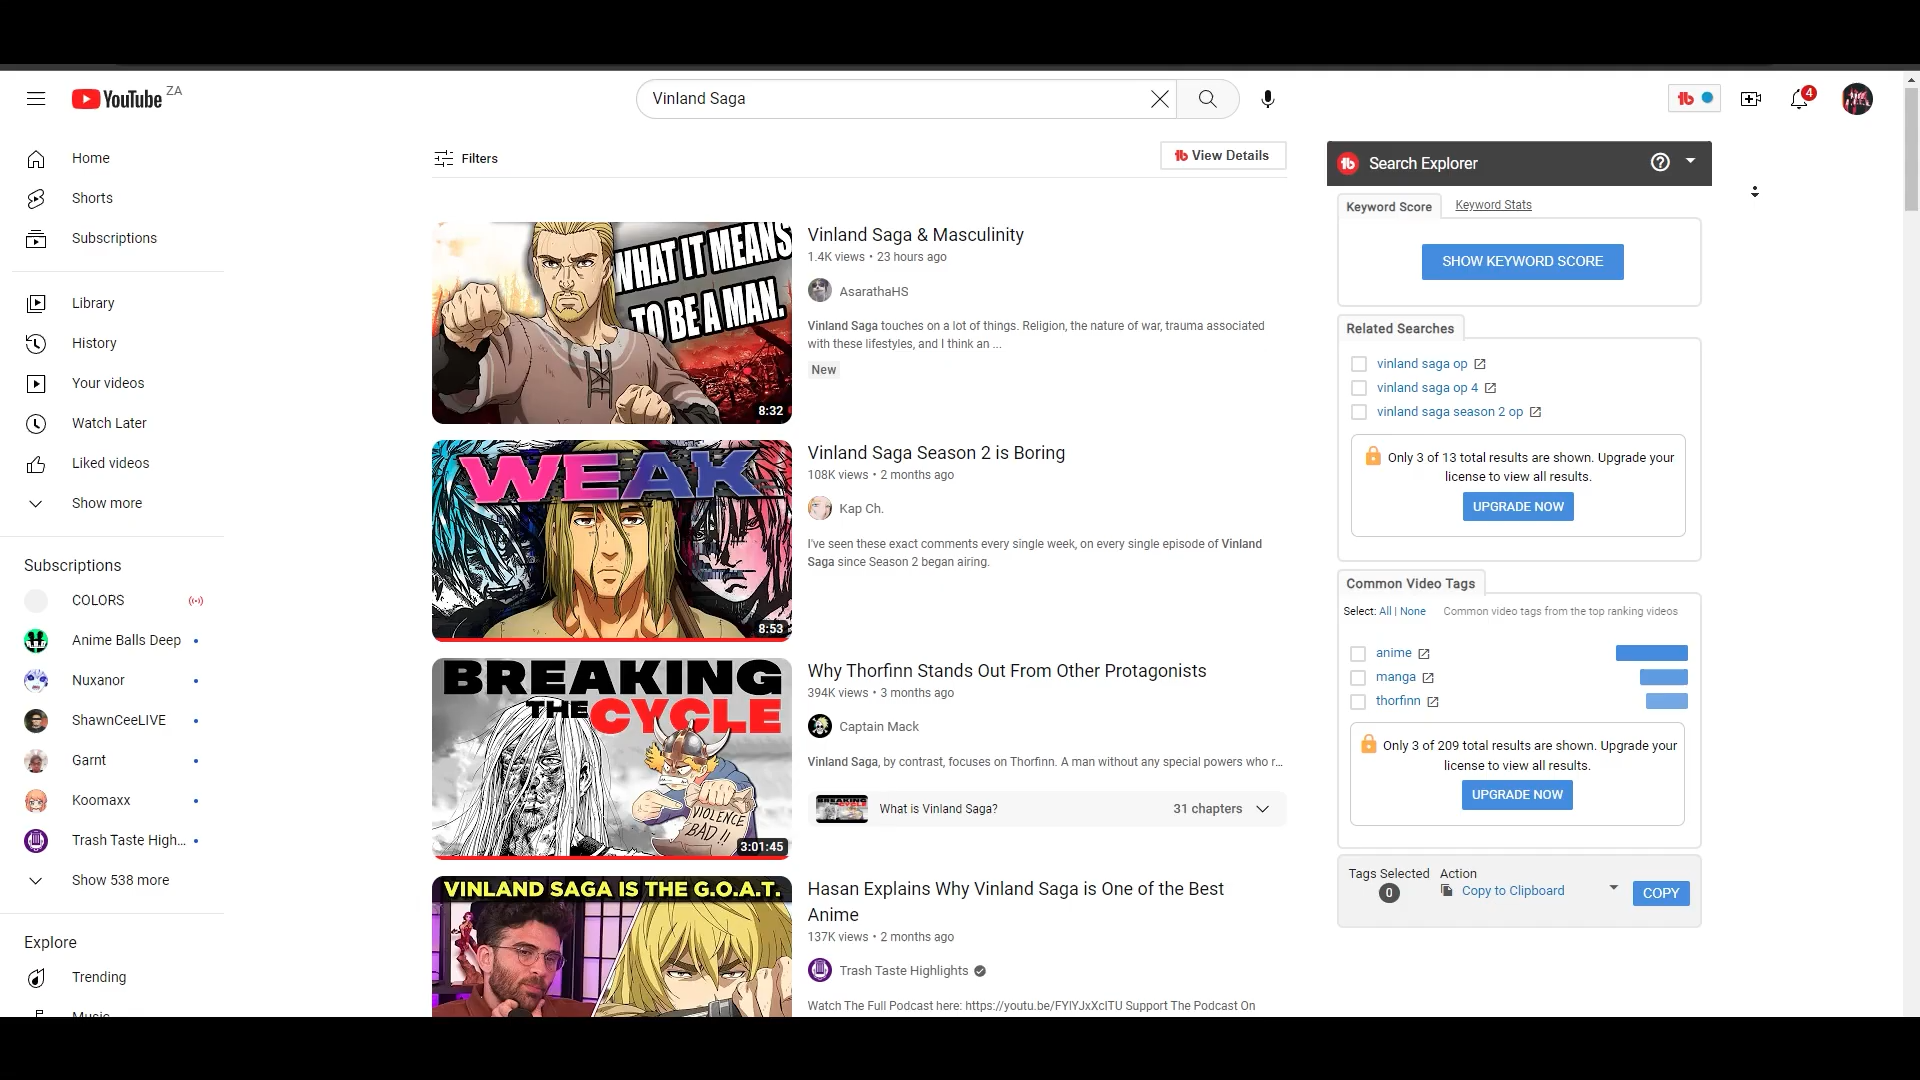 YouTube ZA
Vinland Saga
4
Home
Shorts
Subscriptions
Library
History
Your videos
Watch Later
Liked videos
Show more
Subscriptions
COLORS
Anime Balls Deep
Nuxanor
ShawnCeeLIVE
Garnt
Koomaxx
Trash Taste High...
Show 538 more
Explore
Trending
Music
Filters
View Details
WHAT IT MEANS
TO BE A MAN.
8:32
Vinland Saga & Masculinity
1.4K views • 23 hours ago
AsarathaHS
Vinland Saga touches on a lot of things. Religion, the nature of war, trauma associated
with these lifestyles, and I think an ...
New
WEAK
8:53
Vinland Saga Season 2 is Boring
108K views • 2 months ago
Kap Ch.
I've seen these exact comments every single week, on every single episode of Vinland
Saga since Season 2 began airing.
BREAKING
THE CYCLE
VIOLENCE
BAD !!
3:01:45
Why Thorfinn Stands Out From Other Protagonists
394K views • 3 months ago
Captain Mack
Vinland Saga, by contrast, focuses on Thorfinn. A man without any special powers who r...
BREAKING
CYCLE
What is Vinland Saga?
31 chapters
VINLAND SAGA IS THE G.O.A.T.
Hasan Explains Why Vinland Saga is One of the Best
Anime
137K views • 2 months ago
Trash Taste Highlights
Watch The Full Podcast here: https://youtu.be/FYIYJxXcITU Support The Podcast On
Search Explorer
Keyword Score
Keyword Stats
SHOW KEYWORD SCORE
Related Searches
vinland saga op
vinland saga op 4
vinland saga season 2 op
Only 3 of 13 total results are shown. Upgrade your
license to view all results.
UPGRADE NOW
Common Video Tags
Select: All | None Common video tags from the top ranking videos
anime
manga
thorfinn
Only 3 of 209 total results are shown. Upgrade your
license to view all results.
UPGRADE NOW
Tags Selected
0
Action
Copy to Clipboard
COPY